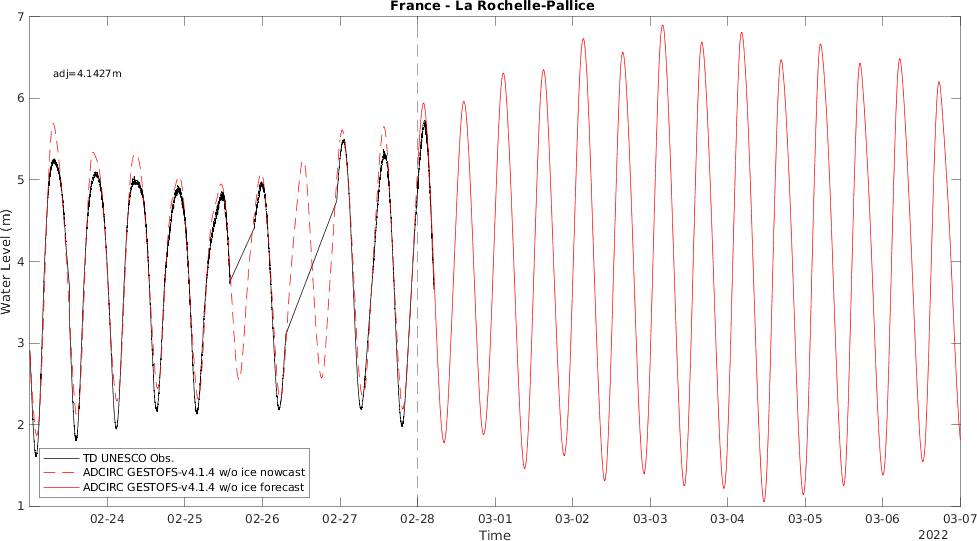 France - La Rochelle-Pallice
adj=4.1427m
7
6
5
4
3
2
1
Water Level (m)
TD UNESCO Obs.
ADCIRC GESTOFS-v4.1.4 w/o ice nowcast
ADCIRC GESTOFS-v4.1.4 w/o ice forecast
02-24 02-25 02-26 02-27 02-28 03-01 03-02 03-03 03-04 03-05 03-06 03-07
Time
2022